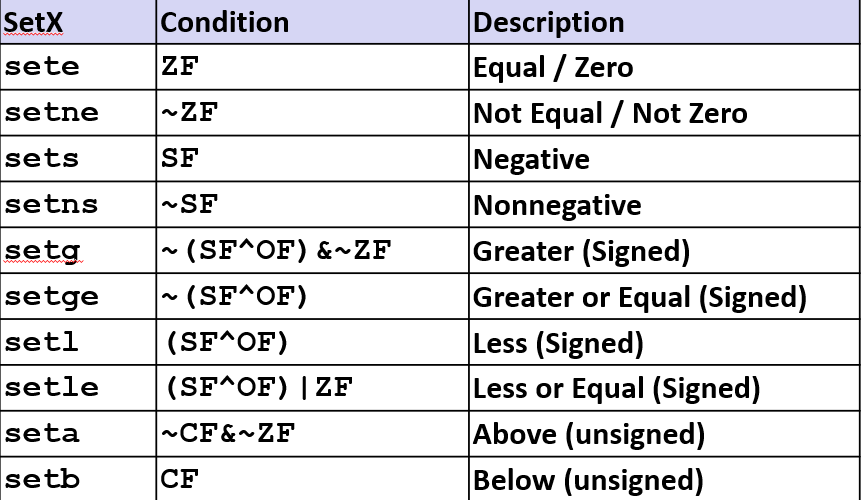 SetX Condition Description
sete ZF Equal / Zero
setne ~ZF Not Equal / Not Zero
sets SF Negative
setns ~SF Nonnegative
setg ~(SF^OF)&~ZF Greater (Signed)
setge ~(SF^OF) Greater or Equal (Signed)
setl (SF^OF) Less (Signed)
setle (SF^OF)|ZF Less or Equal (Signed)
seta ~CF&~ZF Above (unsigned)
setb CF Below (unsigned)